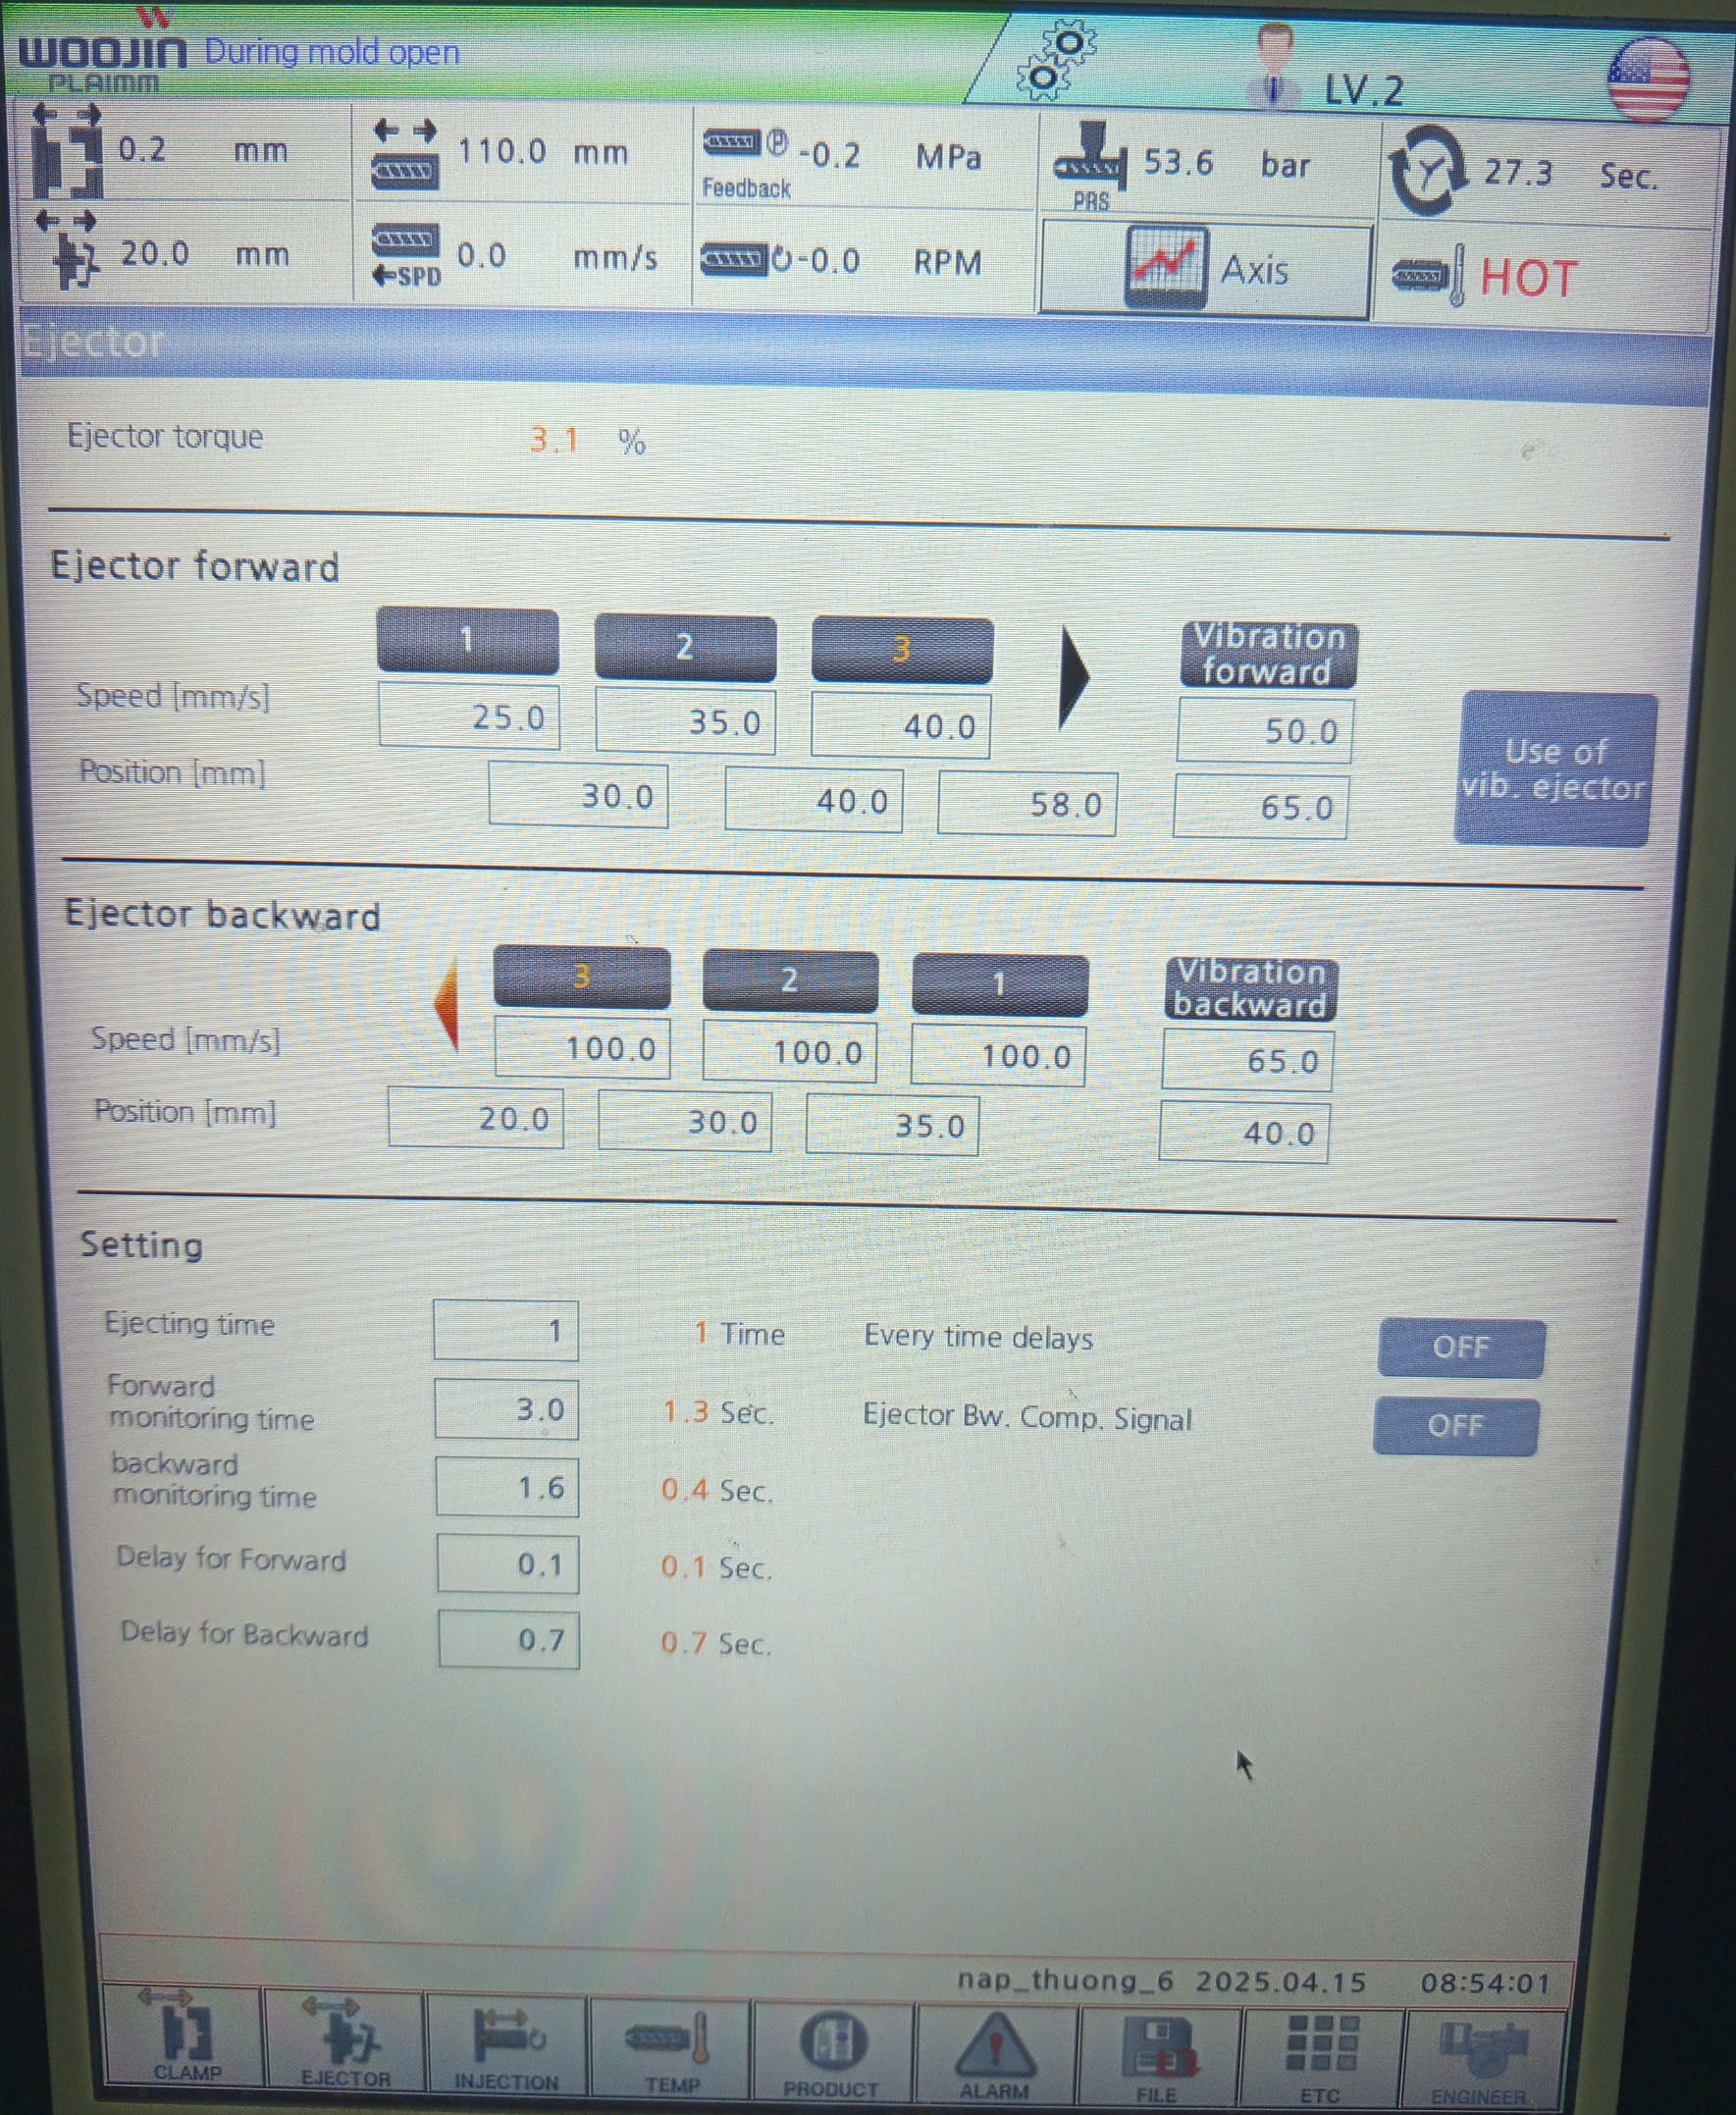 WOOJIN During mold open
PLAIMM
LV.2
0.2 mm
110.0 mm
Ⓟ -0.2 MPa
Feedback
53.6 bar
PRS
27.3 Sec.
20.0 mm
←SPD 0.0 mm/s
-0.0 RPM
Axis
HOT
Ejector
Ejector torque 3.1 %
Ejector forward
1 2 3 Vibration forward
Speed [mm/s] 25.0 35.0 40.0 50.0
Position [mm] 30.0 40.0 58.0 65.0
Use of
vib. ejector
Ejector backward
3 2 1 Vibration backward
Speed [mm/s] 100.0 100.0 100.0 65.0
Position [mm] 20.0 30.0 35.0 40.0
Setting
Ejecting time 1 1 Time Every time delays OFF
Forward
monitoring time 3.0 1.3 Sec. Ejector Bw. Comp. Signal OFF
backward
monitoring time 1.6 0.4 Sec.
Delay for Forward 0.1 0.1 Sec.
Delay for Backward 0.7 0.7 Sec.
nap_thuong_6 2025.04.15 08:54:01
CLAMP EJECTOR INJECTION TEMP PRODUCT ALARM FILE ETC ENGINEER